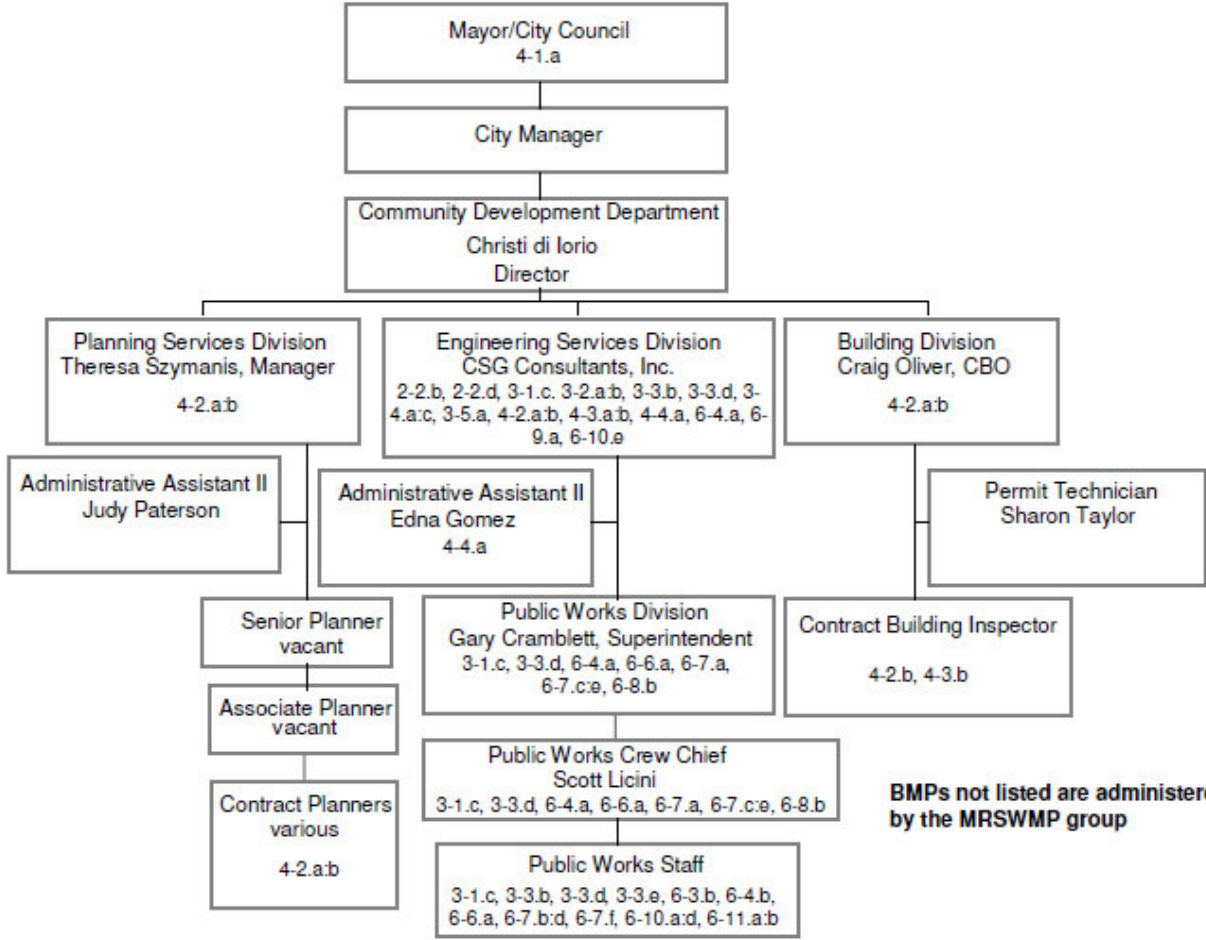 Mayor/City Council
4-1.a
City Manager
Community Development Department
Christi di Iorio
Director
Planning Services Division
Theresa Szymanis, Manager
4-2.a:b
Engineering Services Division
CSG Consultants, Inc.
2-2.b, 2-2.d, 3-1.c. 3-2.a:b, 3-3.b, 3-3.d, 3-
4.a:c, 3-5.a, 4-2.a:b, 4-3.a:b, 4-4.a, 6-4.a, 6-
9.a, 6-10.e
Building Division
Craig Oliver, CBO
4-2.a:b
Administrative Assistant II
Judy Paterson
Administrative Assistant II
Edna Gomez
4-4.a
Permit Technician
Sharon Taylor
Senior Planner
vacant
Public Works Division
Gary Cramblett, Superintendent
3-1.c, 3-3.d, 6-4.a, 6-6.a, 6-7.a,
6-7.c:e, 6-8.b
Contract Building Inspector
4-2.b, 4-3.b
Associate Planner
vacant
Public Works Crew Chief
Scott Licini
3-1.c, 3-3.d, 6-4.a, 6-6.a, 6-7.a, 6-7.c:e, 6-8.b
Contract Planners
various
4-2.a:b
BMPs not listed are administere
by the MRSWMP group
Public Works Staff
3-1.c, 3-3.b, 3-3.d, 3-3.e, 6-3.b, 6-4.b,
6-6.a, 6-7.b:d, 6-7.f, 6-10.a:d, 6-11.a:b